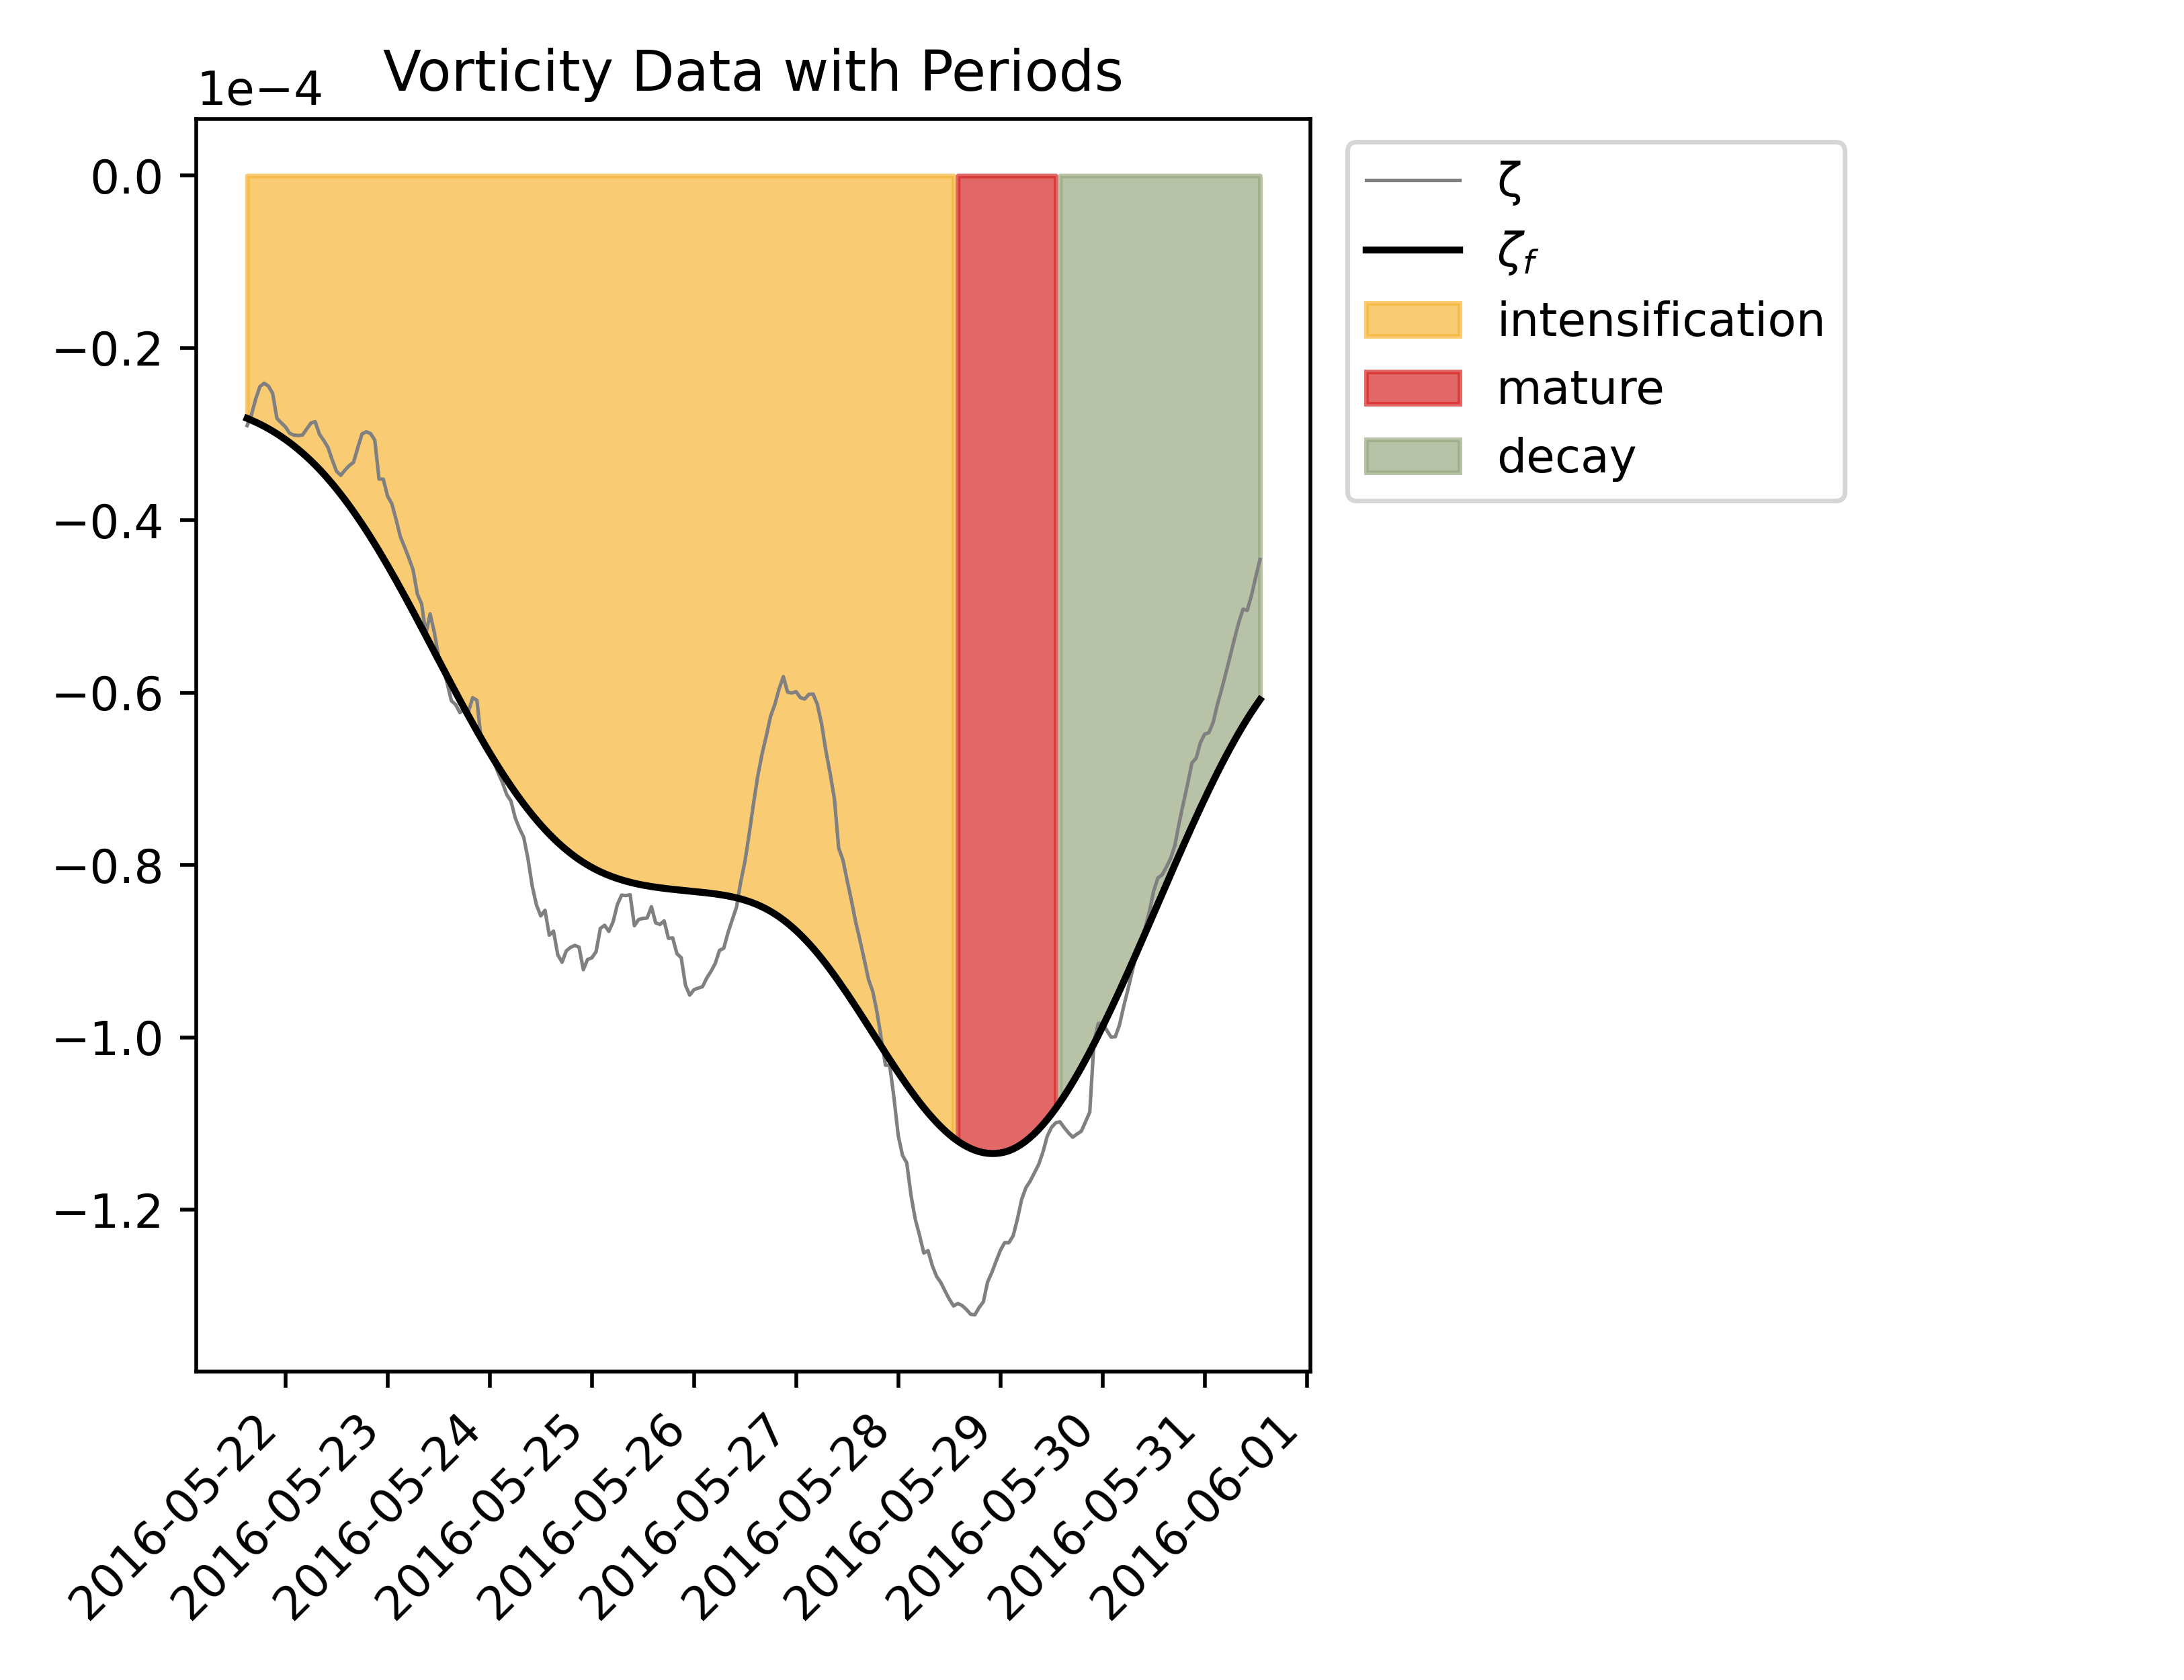 Vorticity Data with Periods
1e−4
0.0
−0.2
−0.4
−0.6
−0.8
−1.0
−1.2
2016-05-22
2016-05-23
2016-05-24
2016-05-25
2016-05-26
2016-05-27
2016-05-28
2016-05-29
2016-05-30
2016-05-31
2016-06-01
ζ
ζf
intensification
mature
decay